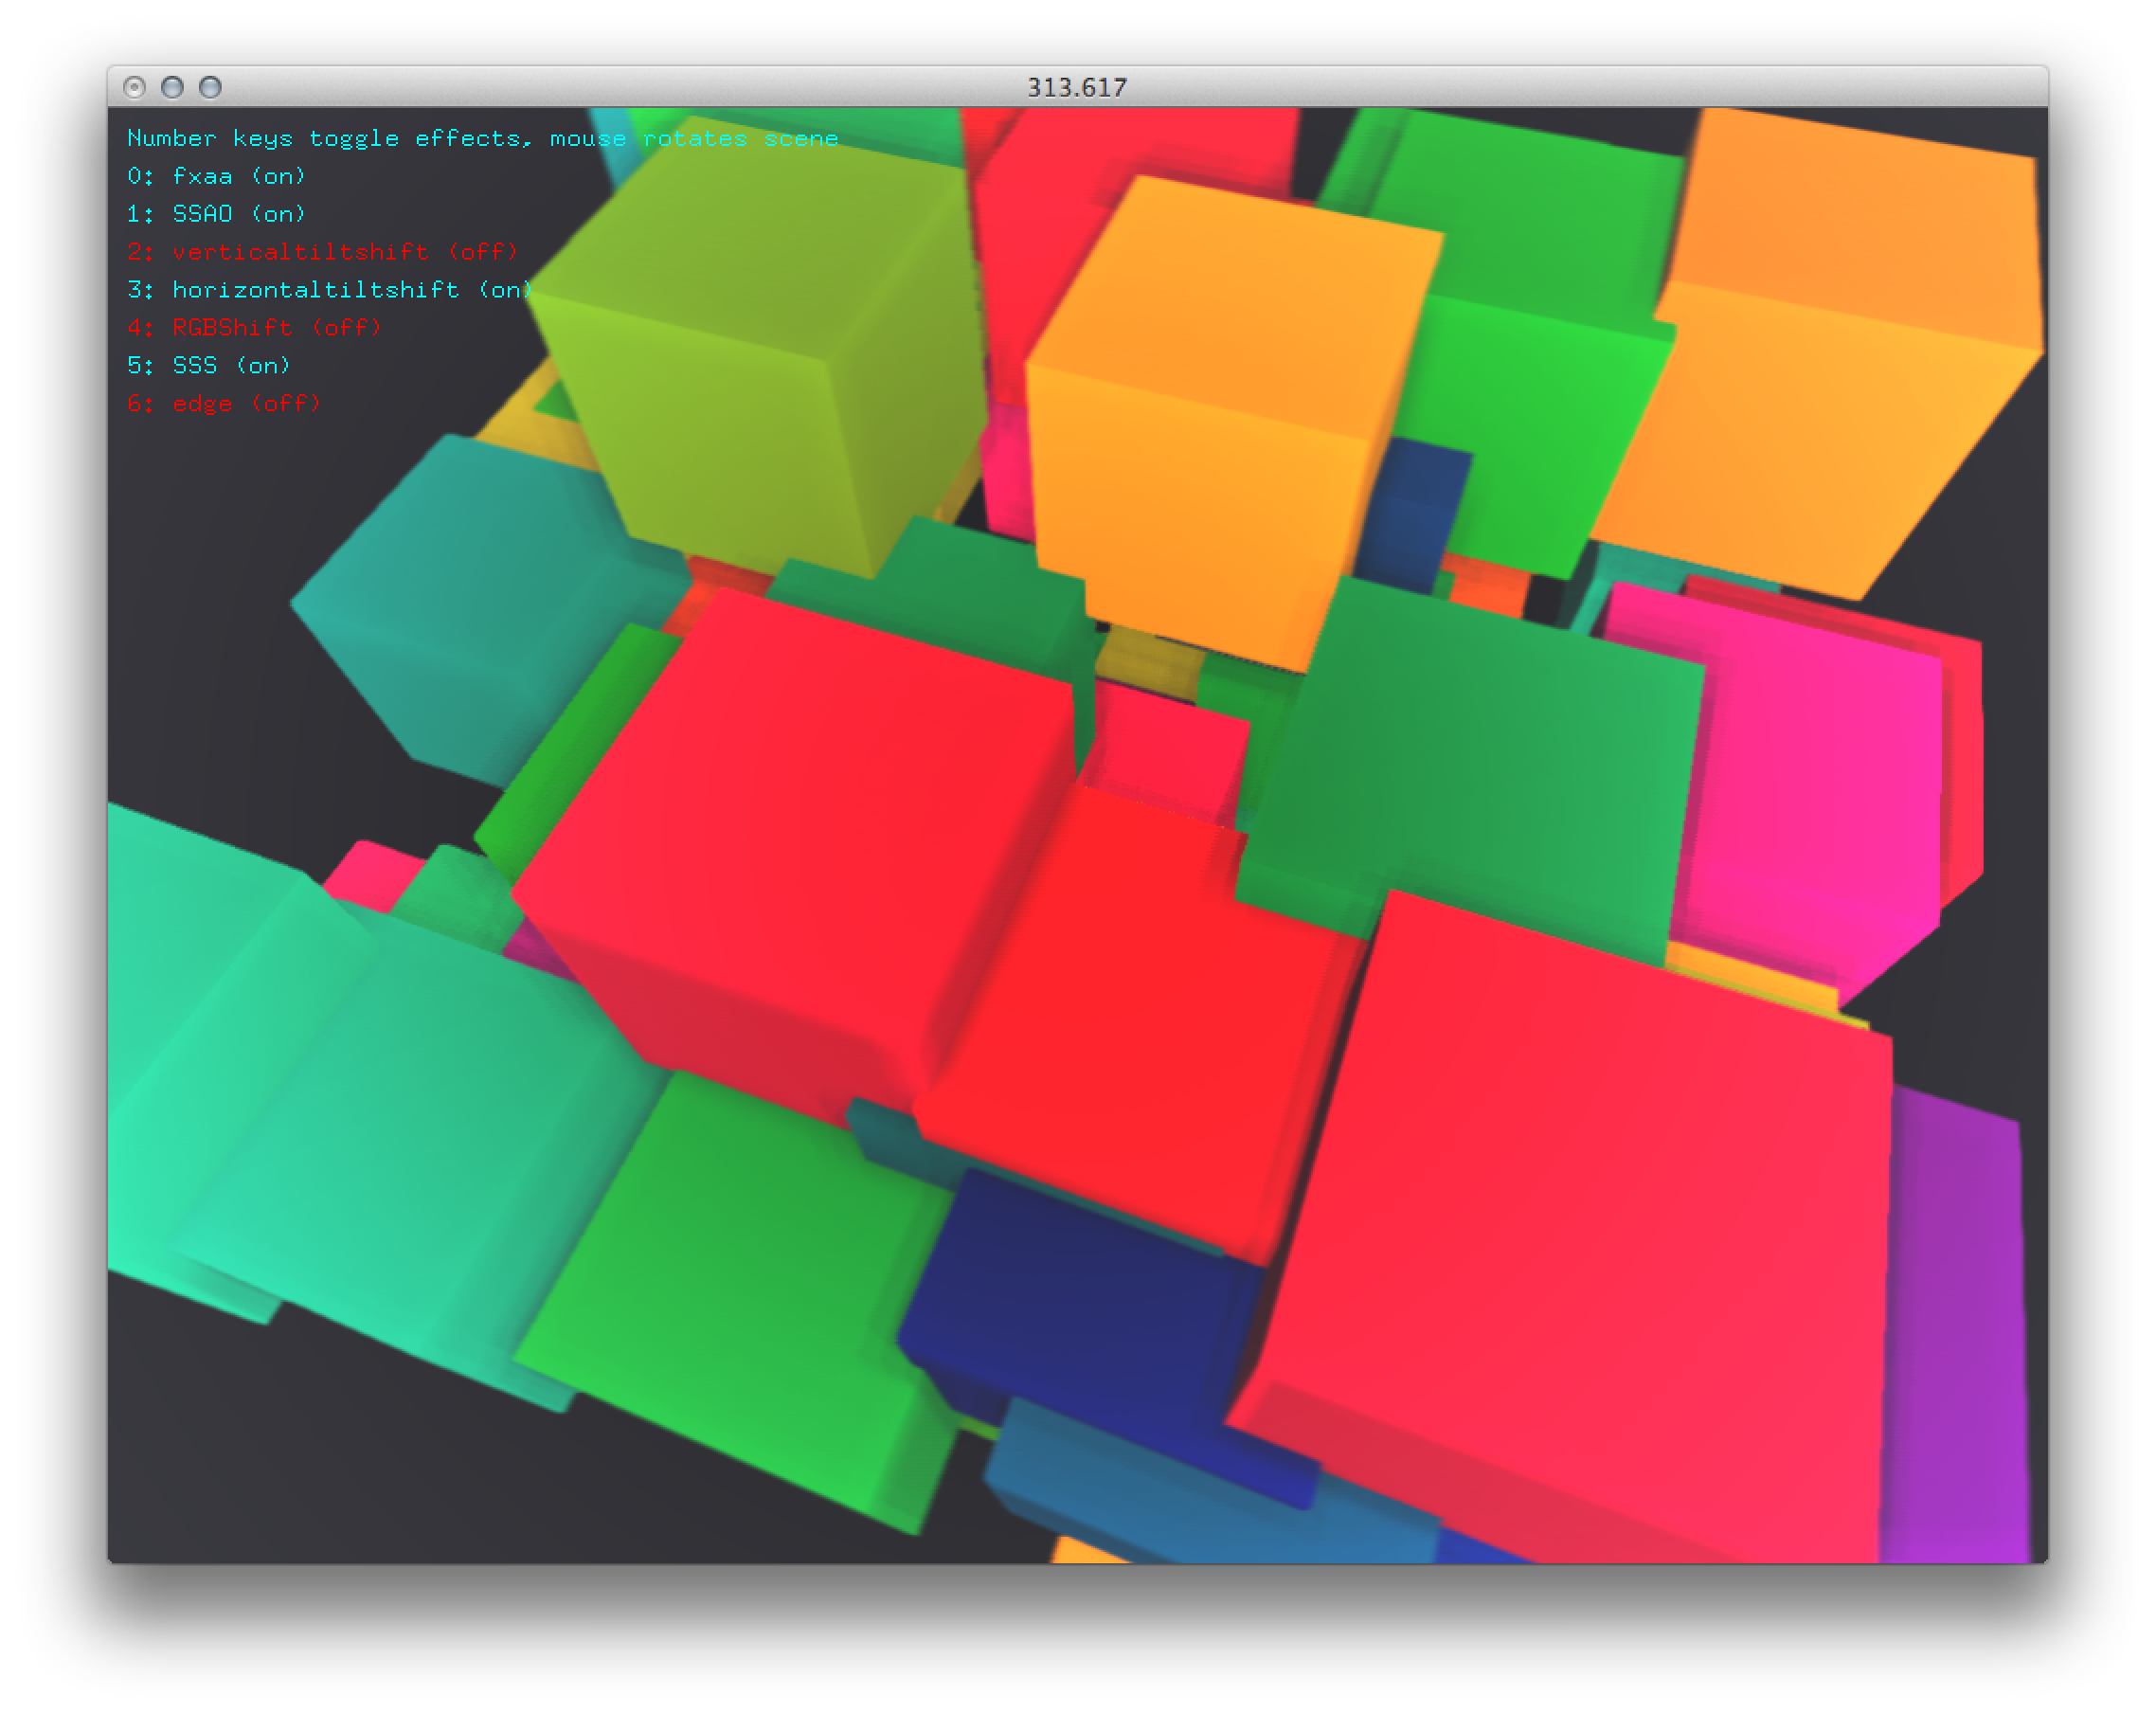 313.617
Number keys toggle effects, mouse rotates scene
0: fxaa (on)
1: SSAO (on)
2: verticaltiltshift (off)
3: horizontaltiltshift (on)
4: RGBShift (off)
5: SSS (on)
6: edge (off)